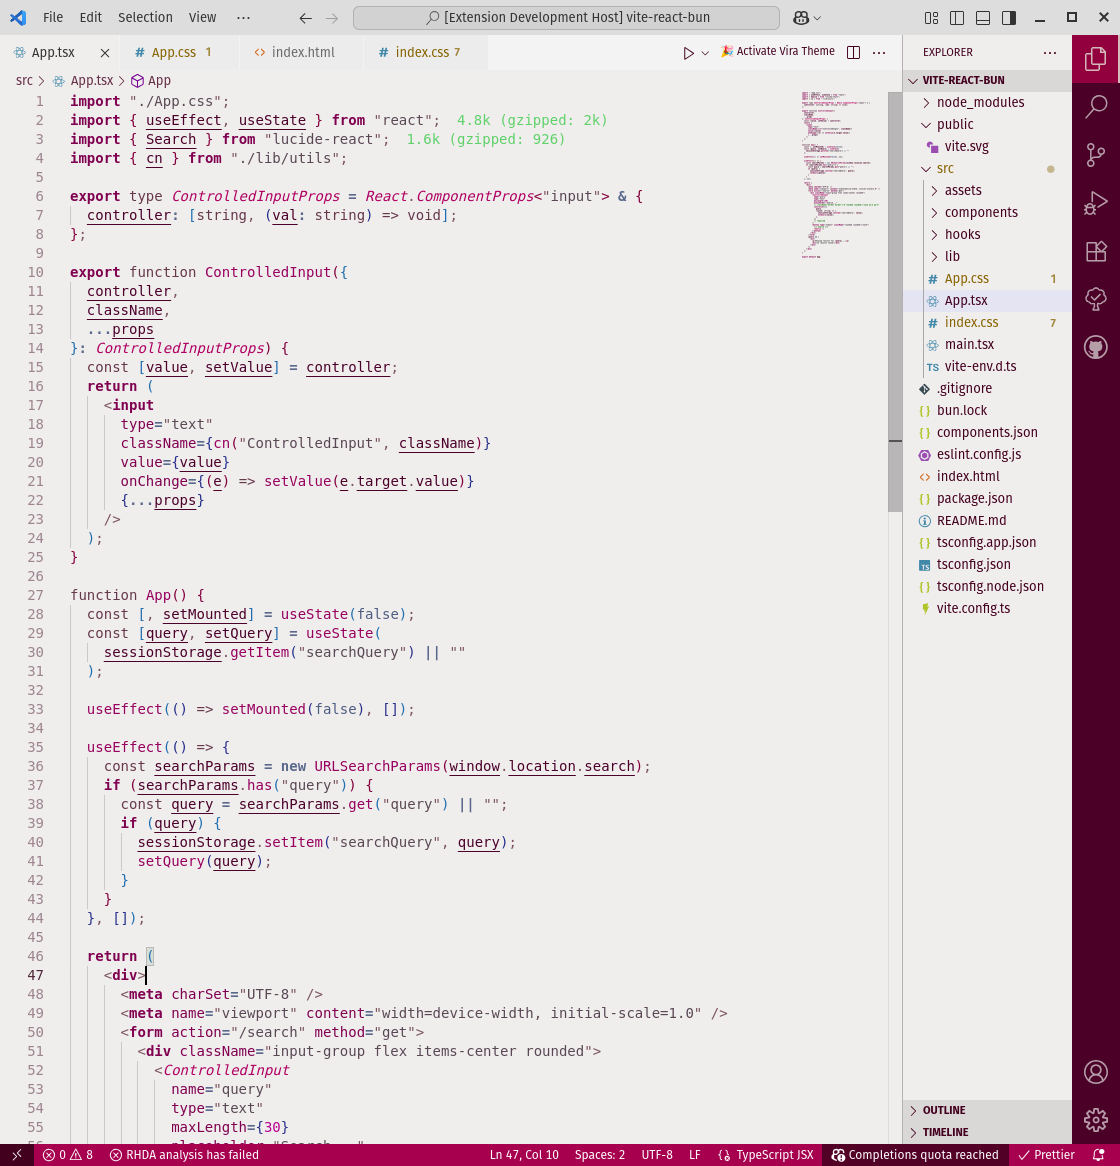 File Edit Selection View ··· [Extension Development Host] vite-react-bun
App.tsx
App.css 1
index.html
index.css 7
🎉 Activate Vira Theme
src > App.tsx > App
1 import "./App.css";
2 import { useEffect, useState } from "react"; 4.8k (gzipped: 2k)
3 import { Search } from "lucide-react"; 1.6k (gzipped: 926)
4 import { cn } from "./lib/utils";
5
6 export type ControlledInputProps = React.ComponentProps<"input"> & {
7   controller: [string, (val: string) => void];
8 };
9
10 export function ControlledInput({
11   controller,
12   className,
13   ...props
14 }: ControlledInputProps) {
15   const [value, setValue] = controller;
16   return (
17     <input
18       type="text"
19       className={cn("ControlledInput", className)}
20       value={value}
21       onChange={(e) => setValue(e.target.value)}
22       {...props}
23     />
24   );
25 }
26
27 function App() {
28   const [, setMounted] = useState(false);
29   const [query, setQuery] = useState(
30     sessionStorage.getItem("searchQuery") || ""
31   );
32
33   useEffect(() => setMounted(false), []);
34
35   useEffect(() => {
36     const searchParams = new URLSearchParams(window.location.search);
37     if (searchParams.has("query")) {
38       const query = searchParams.get("query") || "";
39       if (query) {
40         sessionStorage.setItem("searchQuery", query);
41         setQuery(query);
42       }
43     }
44   }, []);
45
46   return (
47     <div>
48       <meta charSet="UTF-8" />
49       <meta name="viewport" content="width=device-width, initial-scale=1.0" />
50       <form action="/search" method="get">
51         <div className="input-group flex items-center rounded">
52           <ControlledInput
53             name="query"
54             type="text"
55             maxLength={30}
EXPLORER
VITE-REACT-BUN
node_modules
public
vite.svg
src
assets
components
hooks
lib
App.css 1
App.tsx
index.css 7
main.tsx
TS vite-env.d.ts
.gitignore
bun.lock
components.json
eslint.config.js
index.html
package.json
README.md
tsconfig.app.json
tsconfig.json
tsconfig.node.json
vite.config.ts
OUTLINE
TIMELINE
0 8 RHDA analysis has failed Ln 47, Col 10 Spaces: 2 UTF-8 LF {} TypeScript JSX Completions quota reached Prettier